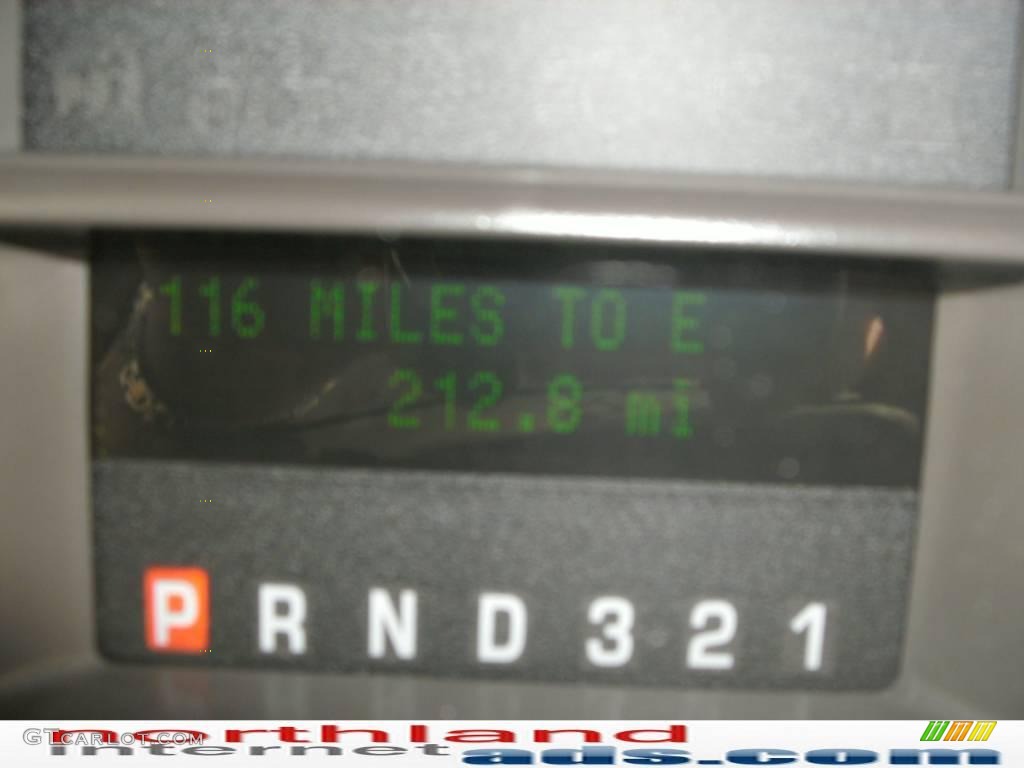 116 MILES TO E
212.8 mi
P R N D 3 2 1
GTCARLOT.COM
northland
internet ads.com